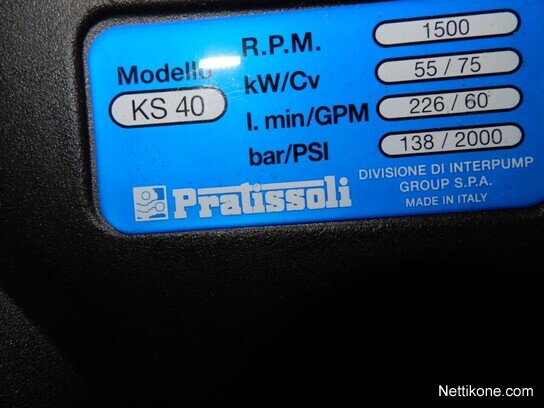 R.P.M. 1500
Modello kW/Cv 55 / 75
KS 40 l. min/GPM 226 / 60
bar/PSI 138 / 2000
Pratissoli DIVISIONE DI INTERPUMP
GROUP S.P.A.
MADE IN ITALY
Nettikone.com